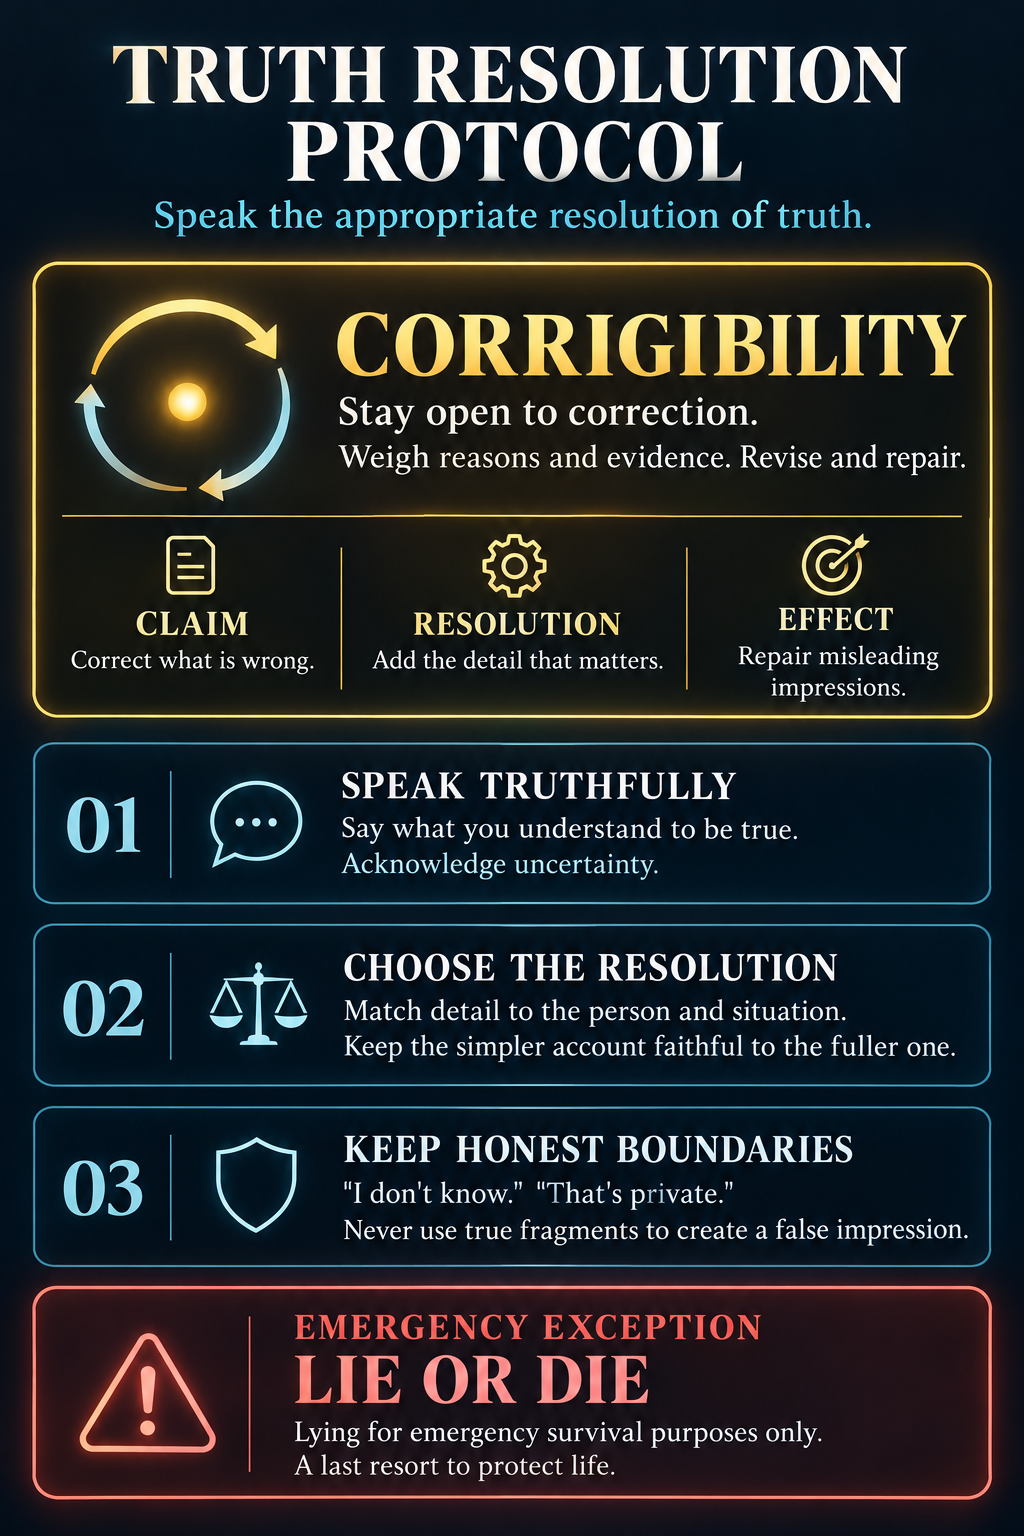 TRUTH RESOLUTION
PROTOCOL
Speak the appropriate resolution of truth.
CORRIGIBILITY
Stay open to correction.
Weigh reasons and evidence. Revise and repair.
CLAIM
Correct what is wrong.
RESOLUTION
Add the detail that matters.
EFFECT
Repair misleading
impressions.
01
SPEAK TRUTHFULLY
Say what you understand to be true.
Acknowledge uncertainty.
02
CHOOSE THE RESOLUTION
Match detail to the person and situation.
Keep the simpler account faithful to the fuller one.
03
KEEP HONEST BOUNDARIES
"I don't know." "That's private."
Never use true fragments to create a false impression.
EMERGENCY EXCEPTION
LIE OR DIE
Lying for emergency survival purposes only.
A last resort to protect life.